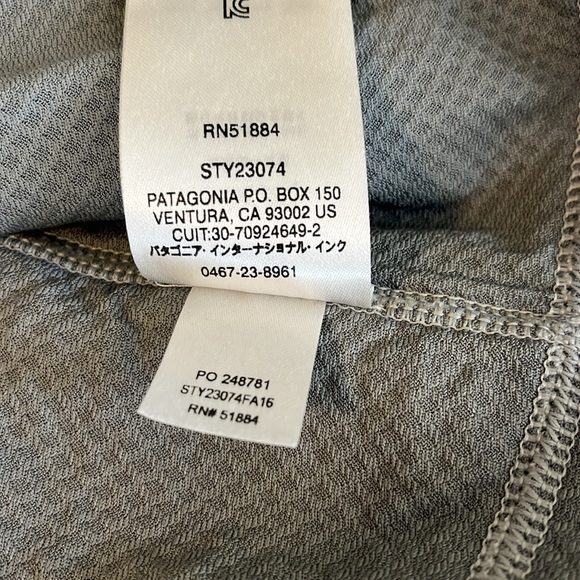 RN51884
STY23074
PATAGONIA P.O. BOX 150
VENTURA, CA 93002 US
CUIT:30-70924649-2
パタゴニア・インターナショナル・インク
0467-23-8961
PO 248781
STY23074FA16
RN# 51884